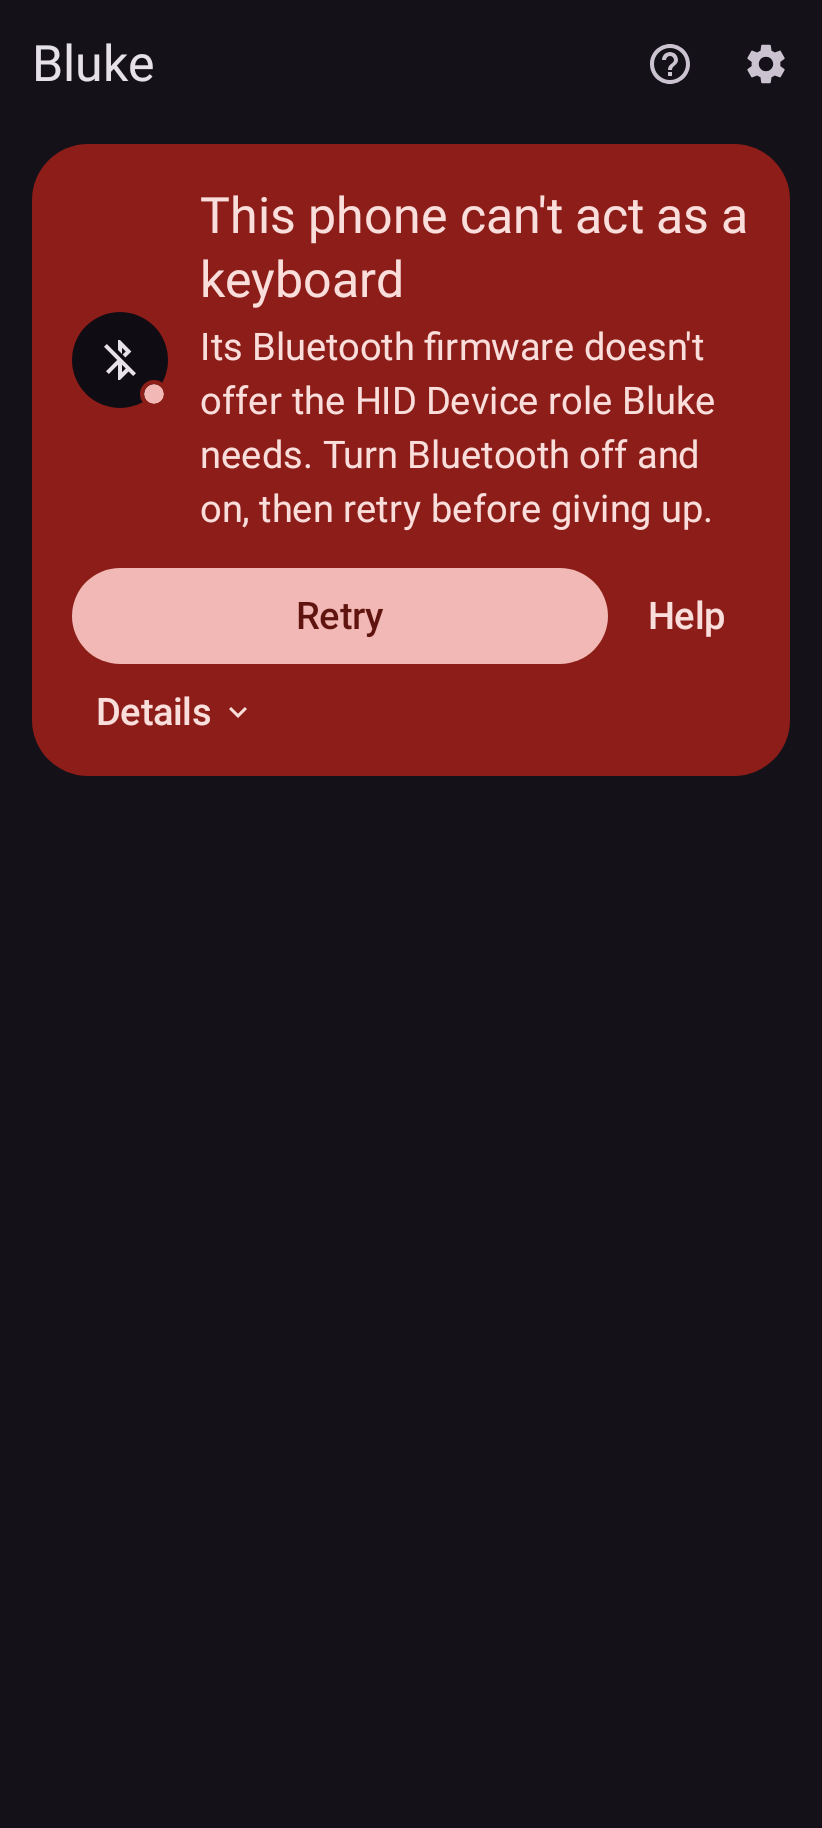 Bluke
This phone can't act as a
keyboard
Its Bluetooth firmware doesn't
offer the HID Device role Bluke
needs. Turn Bluetooth off and
on, then retry before giving up.
Retry
Help
Details